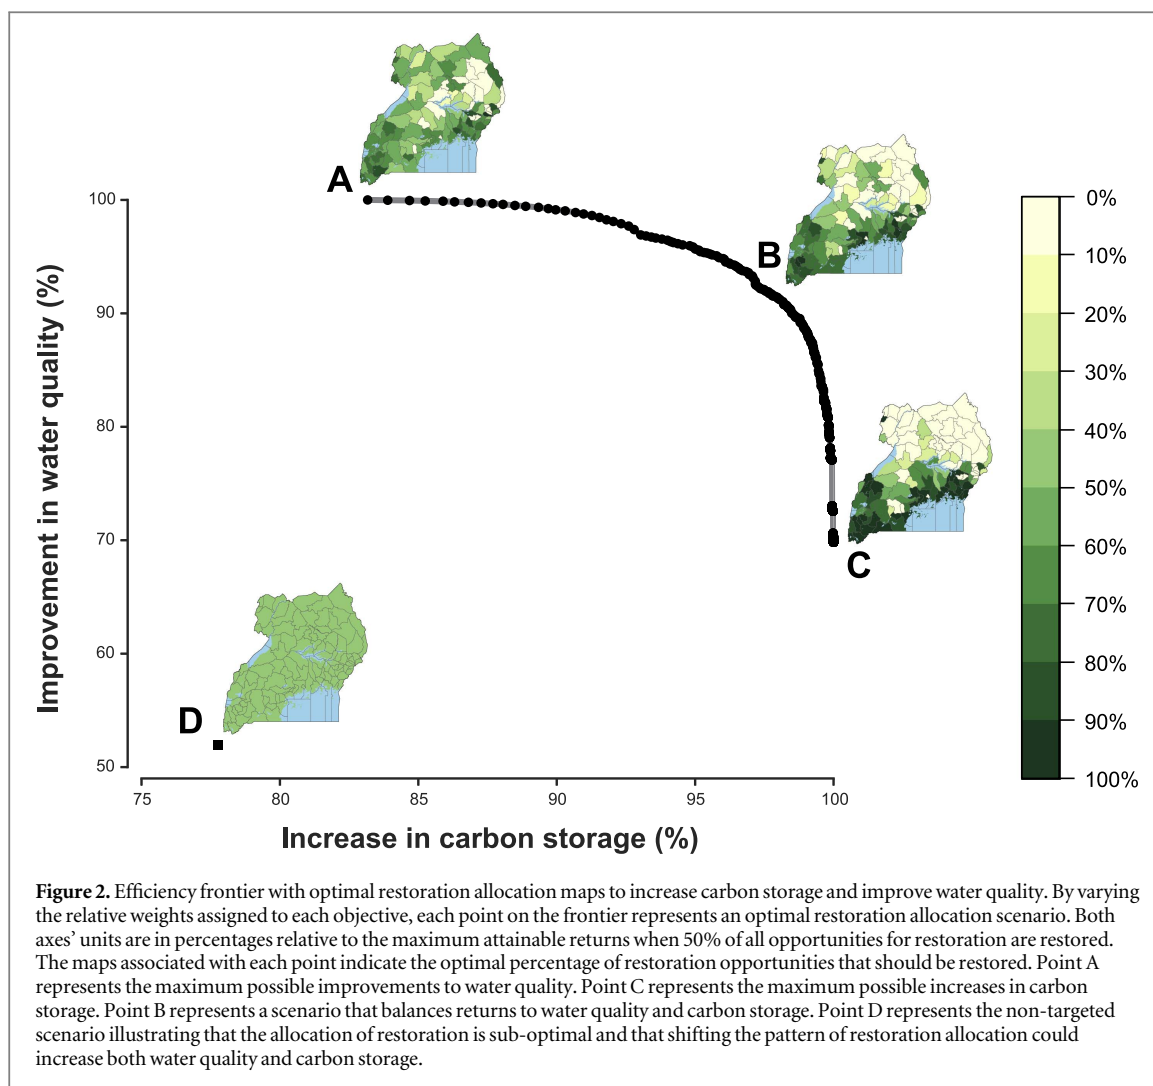 A
B
C
D
100
90
80
70
60
50
Improvement in water quality (%)
75
80
85
90
95
100
Increase in carbon storage (%)
0%
10%
20%
30%
40%
50%
60%
70%
80%
90%
100%
Figure 2. Efficiency frontier with optimal restoration allocation maps to increase carbon storage and improve water quality. By varying
the relative weights assigned to each objective, each point on the frontier represents an optimal restoration allocation scenario. Both
axes' units are in percentages relative to the maximum attainable returns when 50% of all opportunities for restoration are restored.
The maps associated with each point indicate the optimal percentage of restoration opportunities that should be restored. Point A
represents the maximum possible improvements to water quality. Point C represents the maximum possible increases in carbon
storage. Point B represents a scenario that balances returns to water quality and carbon storage. Point D represents the non-targeted
scenario illustrating that the allocation of restoration is sub-optimal and that shifting the pattern of restoration allocation could
increase both water quality and carbon storage.